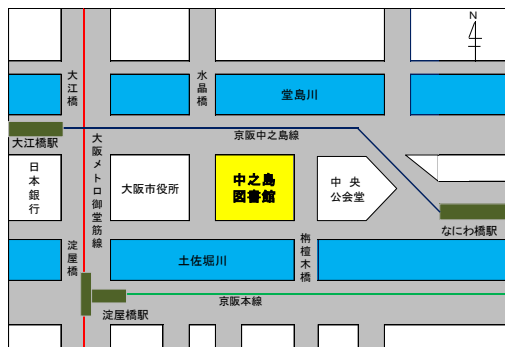 N
大江橋
水晶橋
堂島川
大江橋駅
京阪中之島線
大阪メトロ御堂筋線
日本銀行
大阪市役所
中之島
図書館
中央
公会堂
なにわ橋駅
淀屋橋
土佐堀川
栴檀木橋
京阪本線
淀屋橋駅